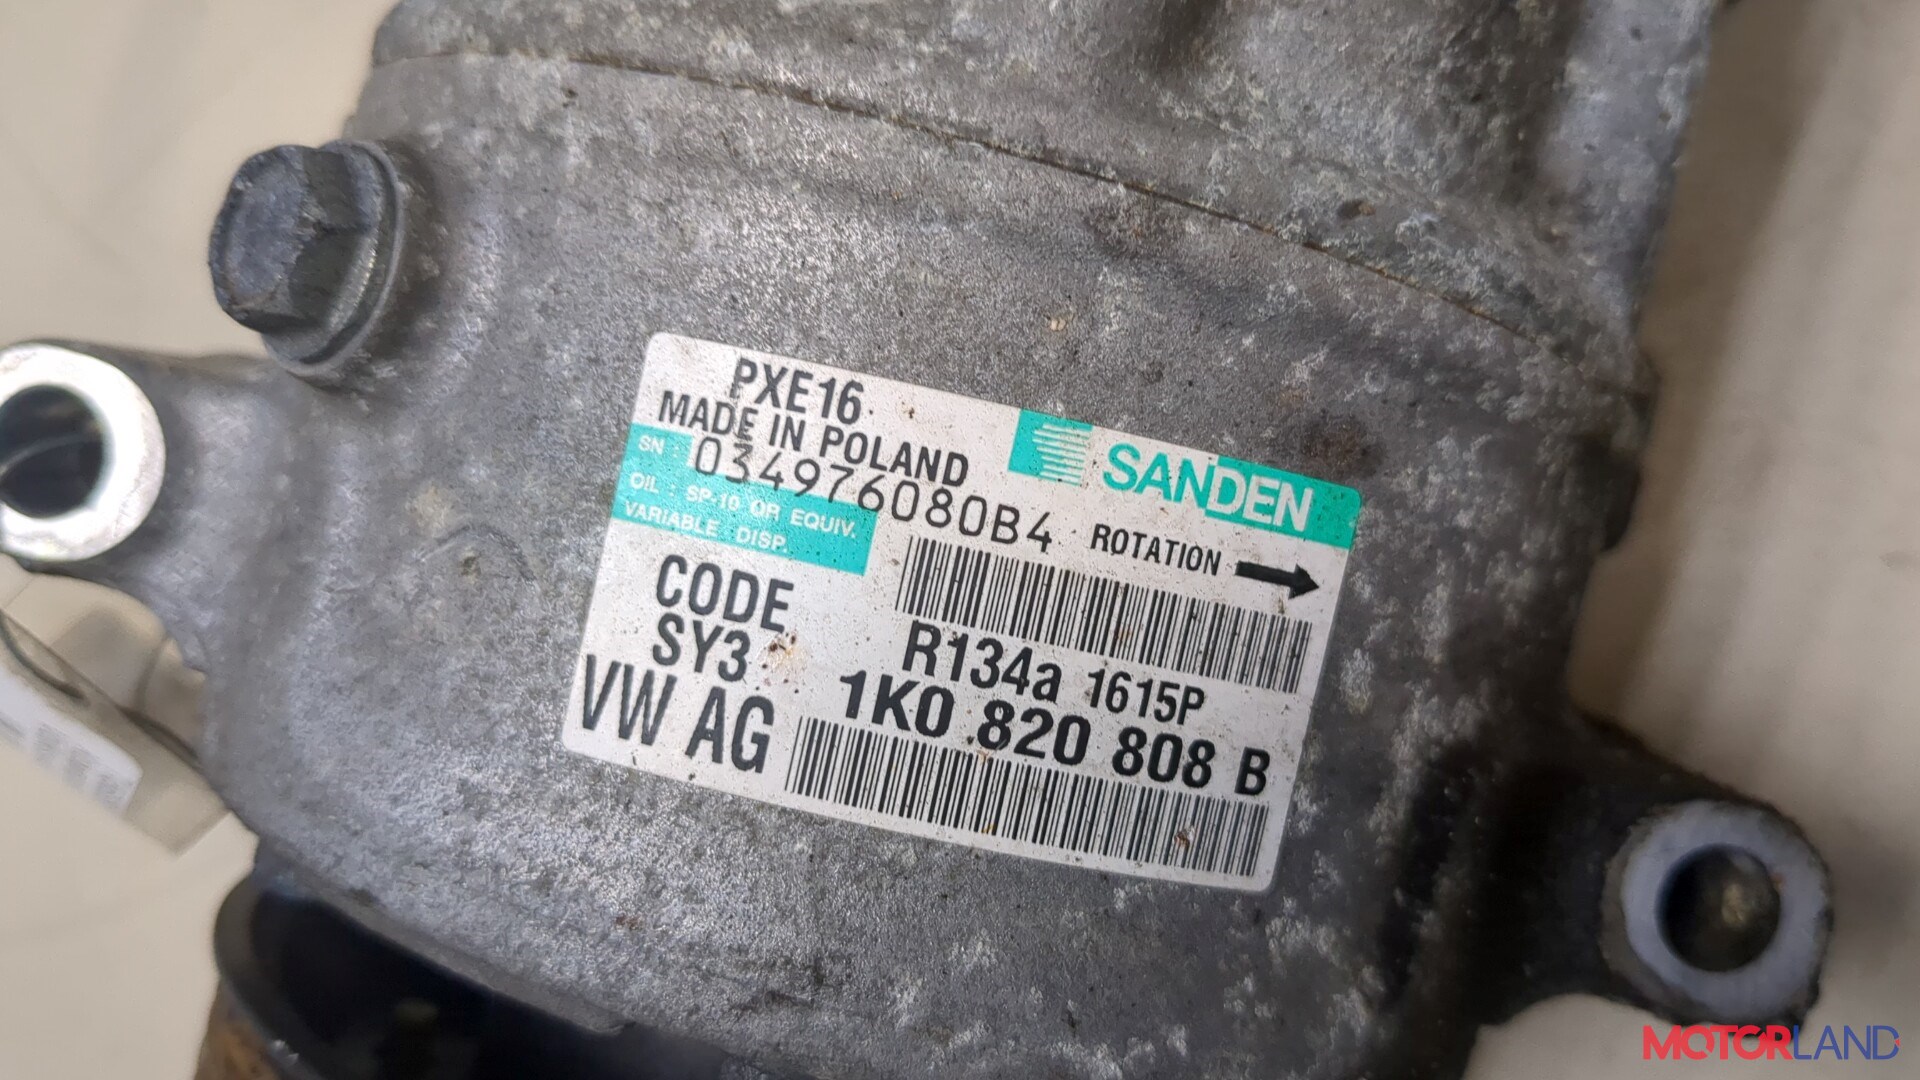 PXE16
MADE IN POLAND
SANDEN
SN : 034976080B4
OIL : SP-10 OR EQUIV.
VARIABLE DISP.
ROTATION
CODE
SY3
R134a 1615P
VW AG
1K0 820 808 B
MOTORLAND